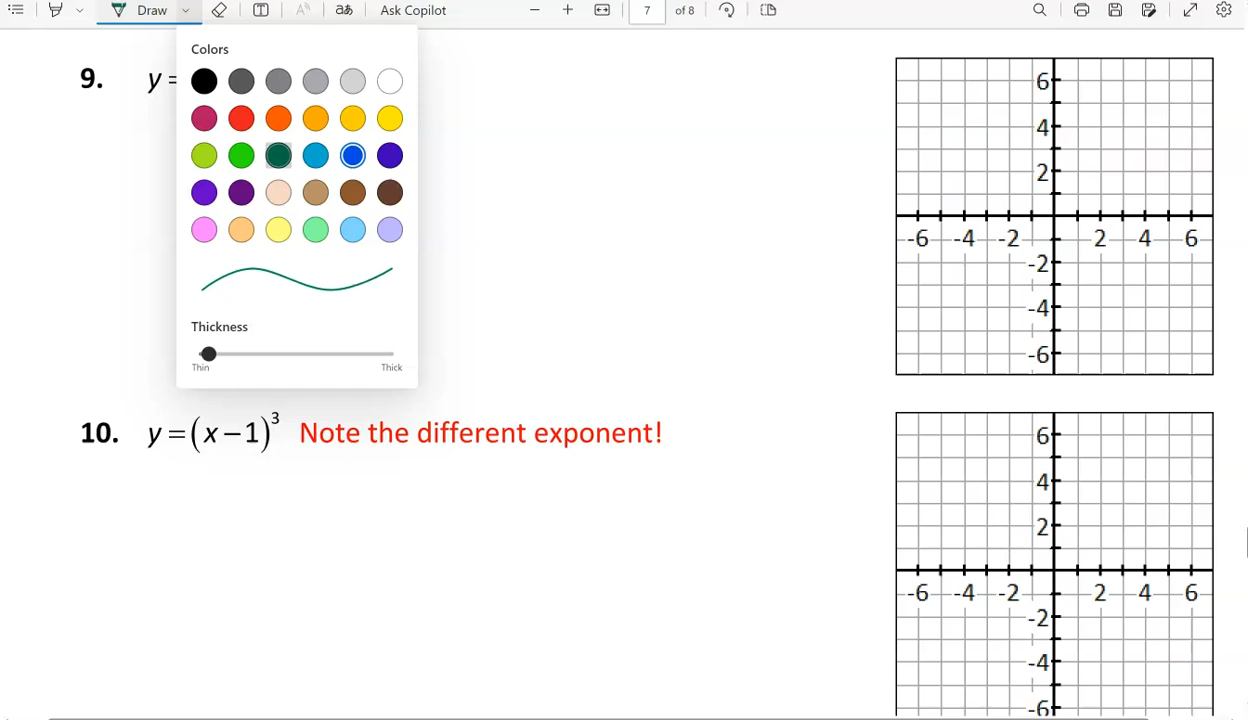 Draw
aあ
Ask Copilot
7 of 8
Colors
Thickness
Thin Thick
9. y =
6
4
2
-6 -4 -2 2 4 6
-2
-4
-6
10. y = (x − 1)³ Note the different exponent!
6
4
2
-6 -4 -2 2 4 6
-2
-4
-6